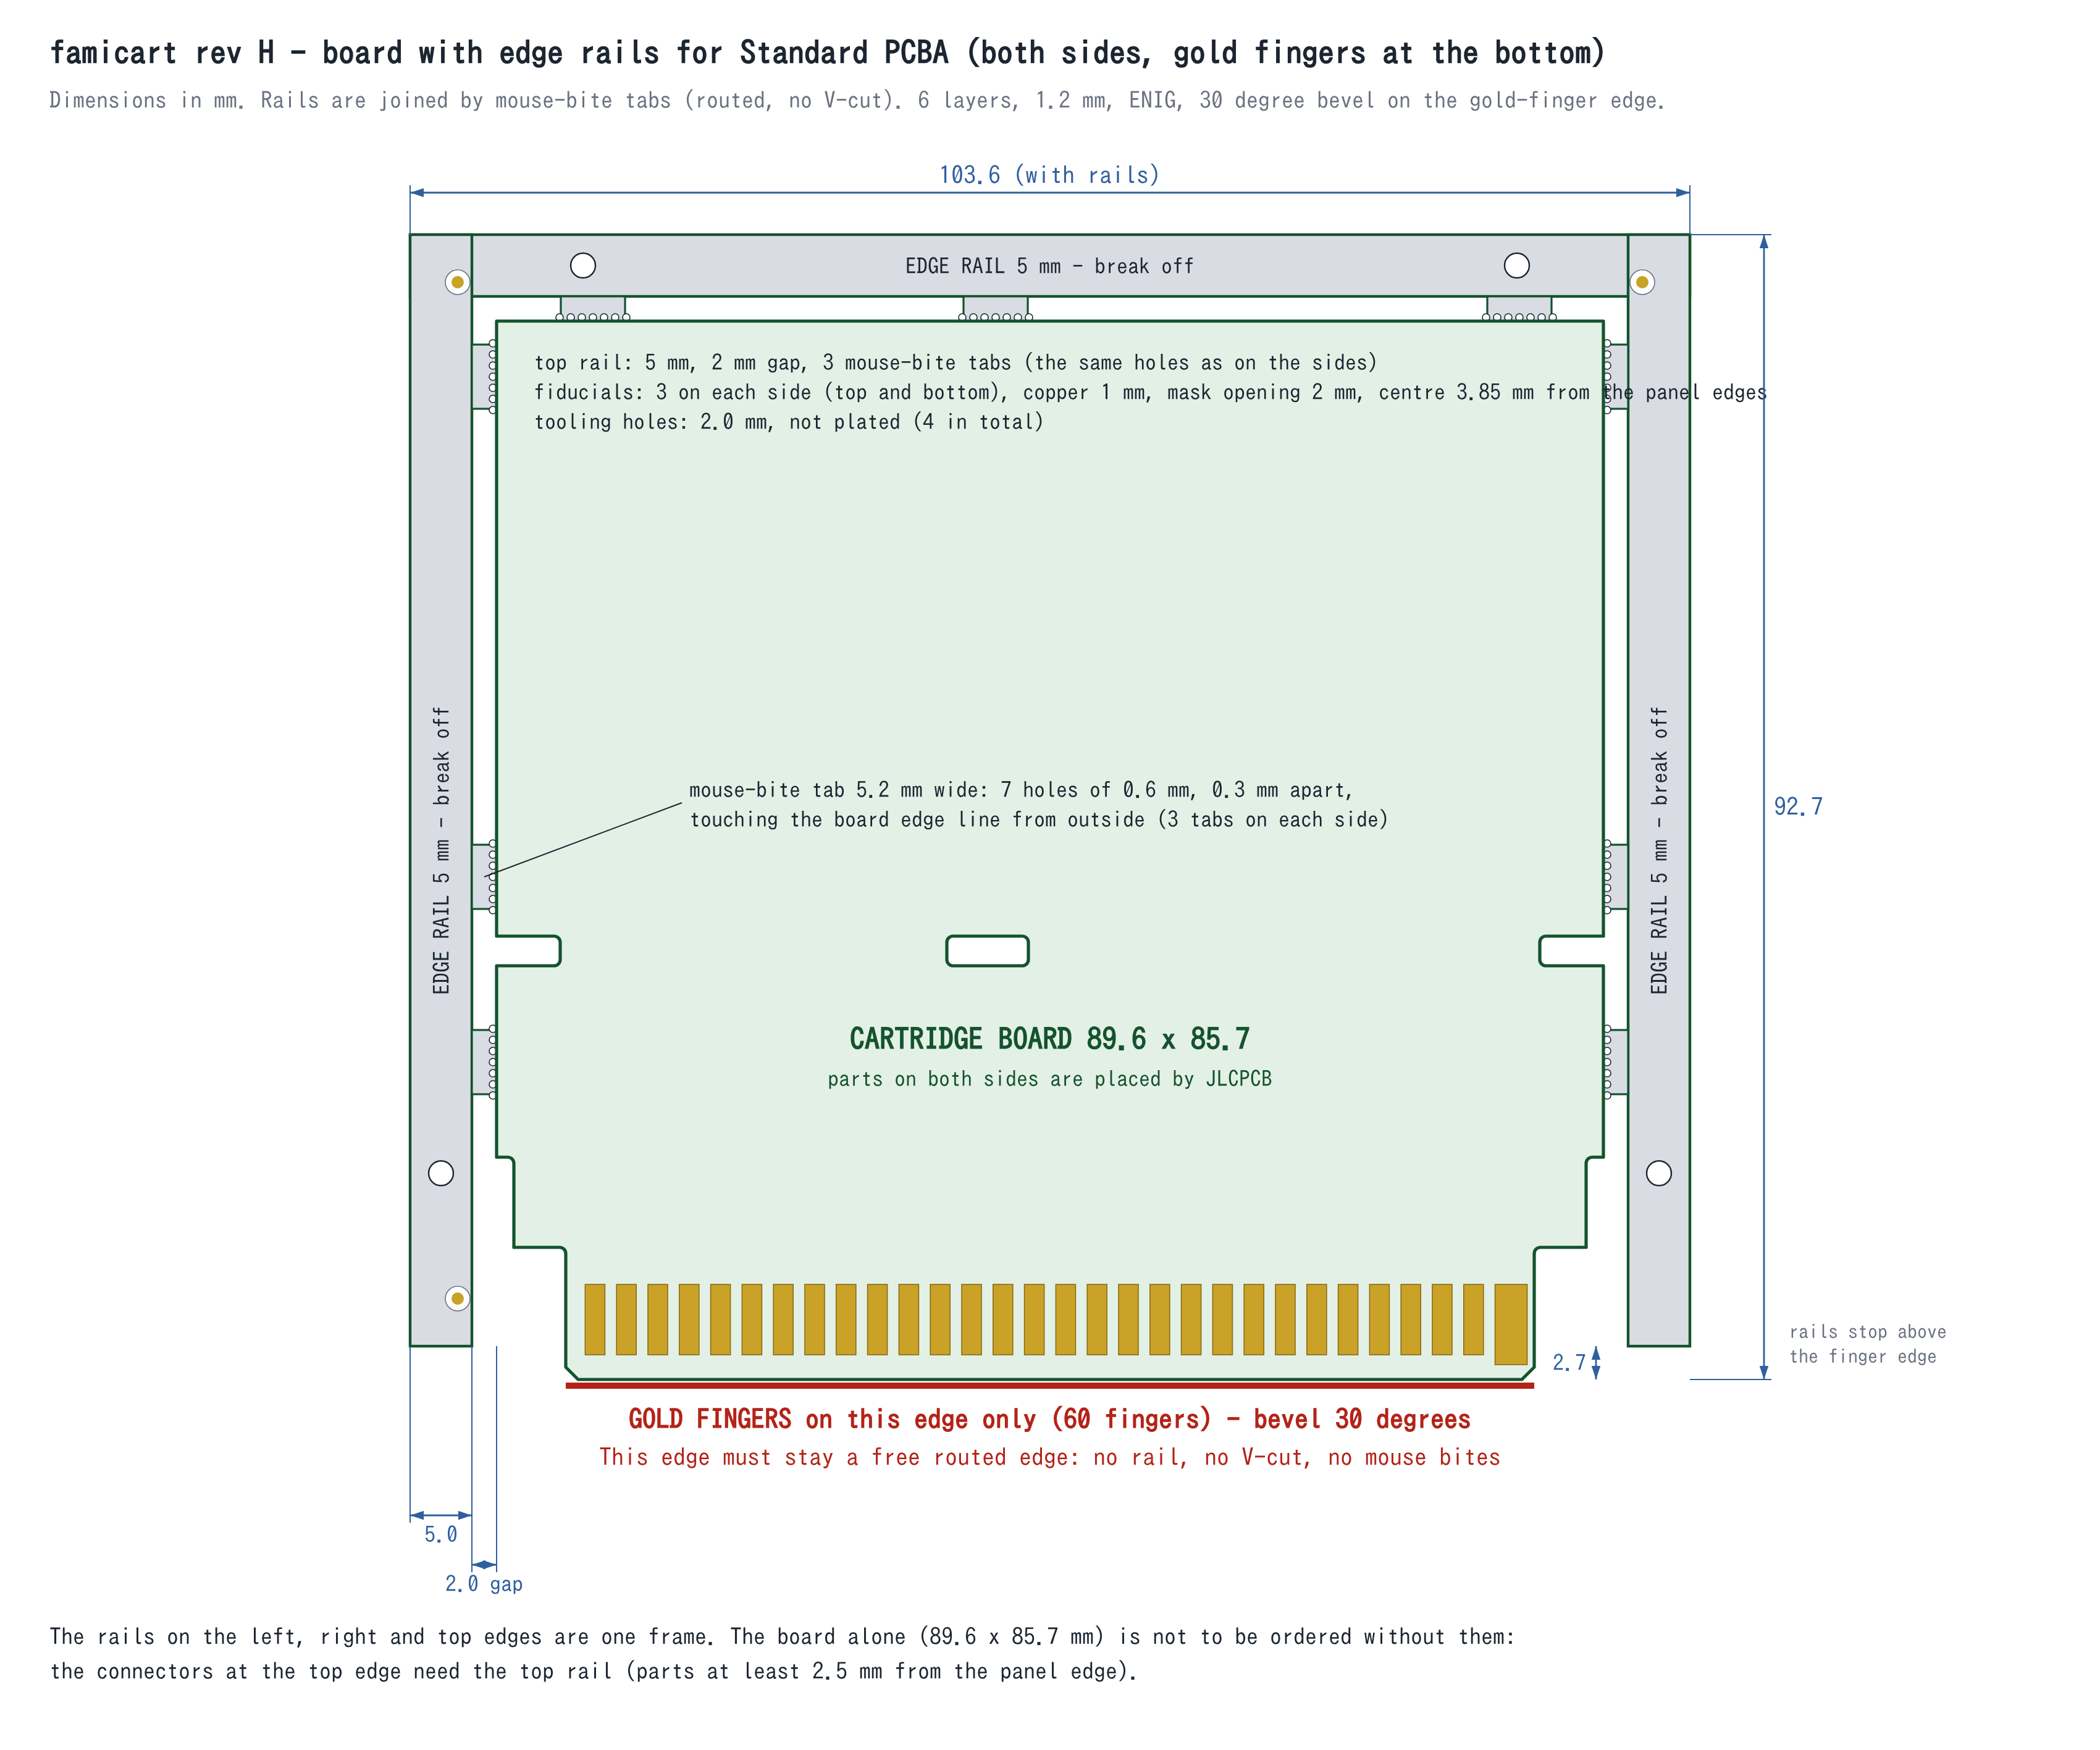 famicart rev H - board with edge rails for Standard PCBA (both sides, gold fingers at the bottom)
Dimensions in mm. Rails are joined by mouse-bite tabs (routed, no V-cut). 6 layers, 1.2 mm, ENIG, 30 degree bevel on the gold-finger edge.
103.6 (with rails)
EDGE RAIL 5 mm - break off
top rail: 5 mm, 2 mm gap, 3 mouse-bite tabs (the same holes as on the sides)
fiducials: 3 on each side (top and bottom), copper 1 mm, mask opening 2 mm, centre 3.85 mm from the panel edges
tooling holes: 2.0 mm, not plated (4 in total)
EDGE RAIL 5 mm - break off
mouse-bite tab 5.2 mm wide: 7 holes of 0.6 mm, 0.3 mm apart,
touching the board edge line from outside (3 tabs on each side)
EDGE RAIL 5 mm - break off
92.7
CARTRIDGE BOARD 89.6 x 85.7
parts on both sides are placed by JLCPCB
rails stop above
the finger edge
2.7
GOLD FINGERS on this edge only (60 fingers) - bevel 30 degrees
This edge must stay a free routed edge: no rail, no V-cut, no mouse bites
5.0
2.0 gap
The rails on the left, right and top edges are one frame. The board alone (89.6 x 85.7 mm) is not to be ordered without them:
the connectors at the top edge need the top rail (parts at least 2.5 mm from the panel edge).